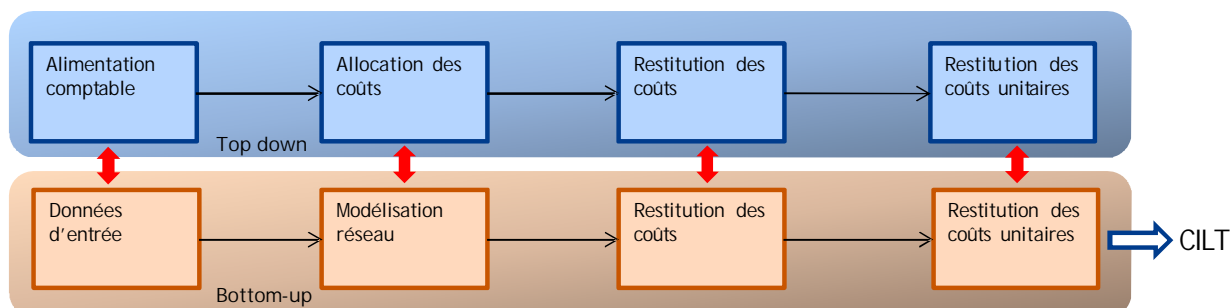 Alimentation
comptable
Allocation des
coûts
Restitution des
coûts
Restitution des
coûts unitaires
Top down
Données
d'entrée
Modélisation
réseau
Restitution des
coûts
Restitution des
coûts unitaires
CILT
Bottom-up